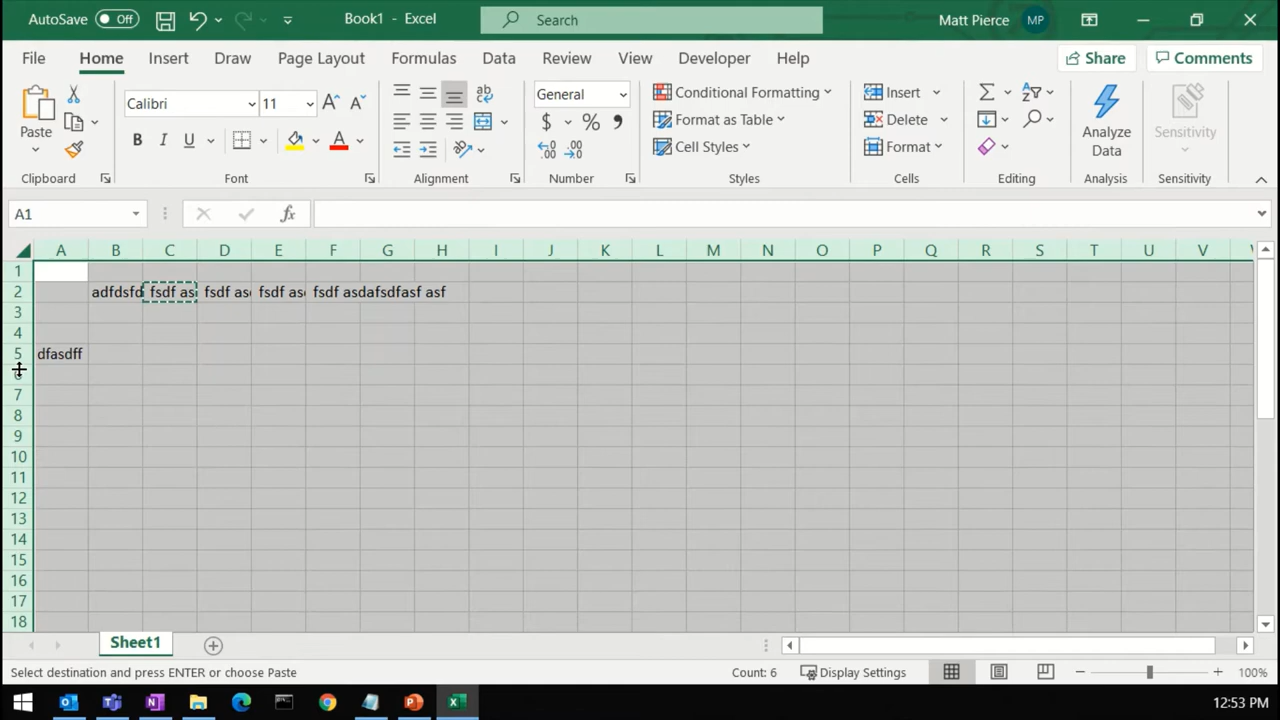 AutoSave Off Book1 - Excel Search Matt Pierce MP
File Home Insert Draw Page Layout Formulas Data Review View Developer Help Share Comments
Calibri 11 General Conditional Formatting Insert
Paste Format as Table Delete Analyze Data Sensitivity
B I U $ % Cell Styles Format
Clipboard Font Alignment Number Styles Cells Editing Analysis Sensitivity
A1 fx
A B C D E F G H I J K L M N O P Q R S T U V
1
2 adfdsfd fsdf as fsdf as fsdf as fsdf asdafsdfasf asf
3
4
5 dfasdff
6
7
8
9
10
11
12
13
14
15
16
17
18
Sheet1
Select destination and press ENTER or choose Paste Count: 6 Display Settings 100%
12:53 PM